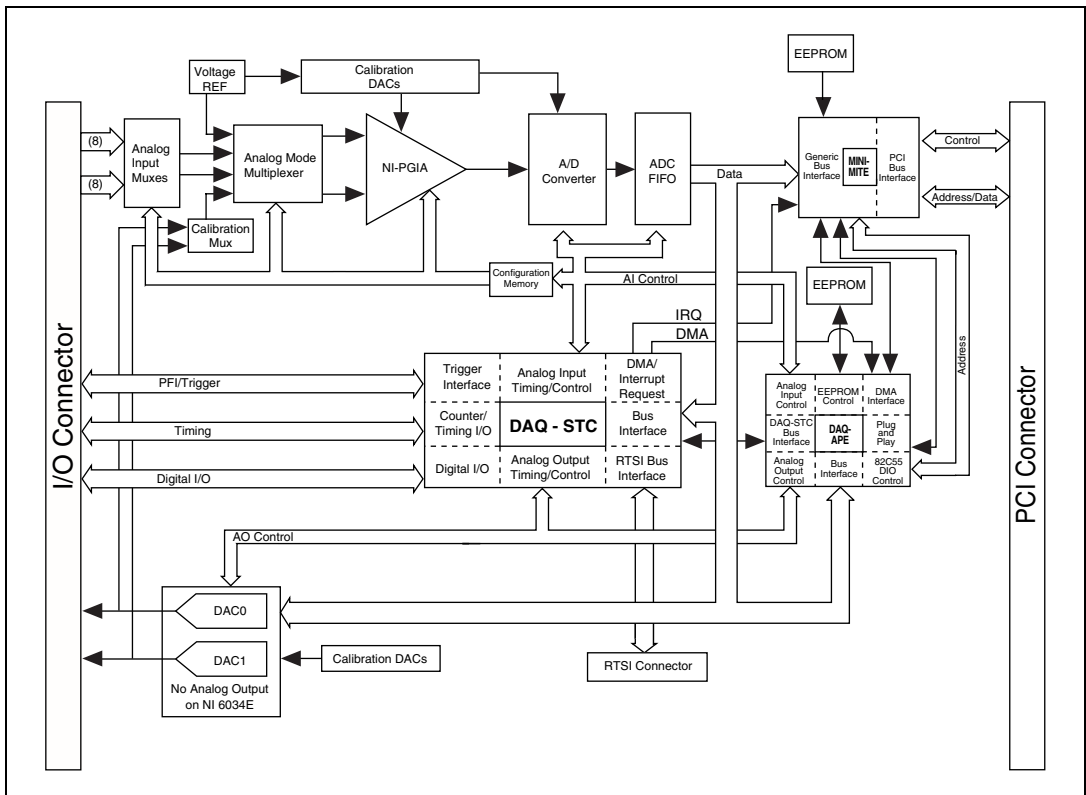 EEPROM
Voltage
REF
Calibration
DACs
(8)
(8)
Analog
Input
Muxes
Analog Mode
Multiplexer
NI-PGIA
A/D
Converter
ADC
FIFO
Data
Generic
Bus
Interface
MINI-
MITE
PCI
Bus
Interface
Control
Address/Data
Calibration
Mux
Configuration
Memory
AI Control
EEPROM
IRQ
DMA
Address
I/O Connector
PCI Connector
PFI/Trigger
Timing
Digital I/O
Trigger
Interface
Analog Input
Timing/Control
DMA/
Interrupt
Request
Counter/
Timing I/O
DAQ - STC
Bus
Interface
Digital I/O
Analog Output
Timing/Control
RTSI Bus
Interface
Analog
Input
Control
EEPROM
Control
DMA
Interface
DAQ-STC
Bus
Interface
DAQ-
APE
Plug
and
Play
Analog
Output
Control
Bus
Interface
82C55
DIO
Control
AO Control
DAC0
DAC1
No Analog Output
on NI 6034E
Calibration DACs
RTSI Connector